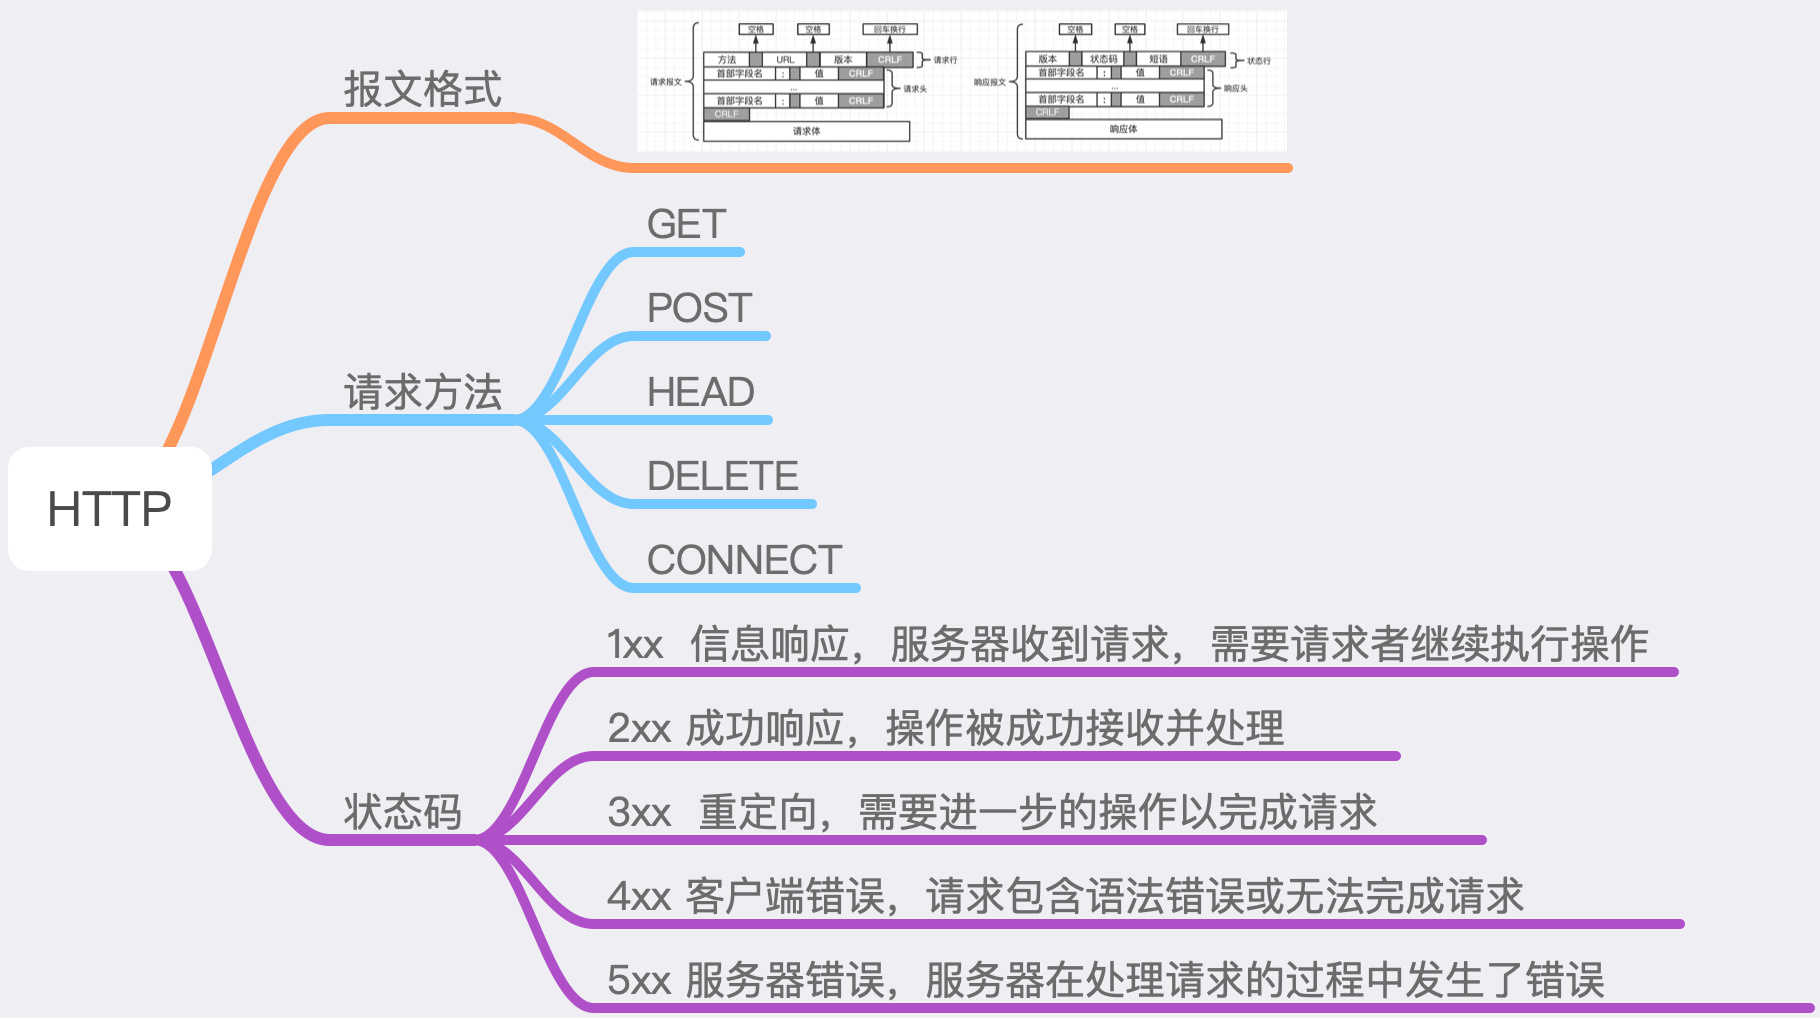 HTTP
报文格式
空格 空格 回车换行
方法 URL 版本 CRLF 请求行
首部字段名 : 值 CRLF
请求报文 ... 请求头
首部字段名 : 值 CRLF
CRLF
请求体
空格 空格 回车换行
版本 状态码 短语 CRLF 状态行
首部字段名 : 值 CRLF
响应报文 ... 响应头
首部字段名 : 值 CRLF
CRLF
响应体
请求方法
GET
POST
HEAD
DELETE
CONNECT
状态码
1xx 信息响应，服务器收到请求，需要请求者继续执行操作
2xx 成功响应，操作被成功接收并处理
3xx 重定向，需要进一步的操作以完成请求
4xx 客户端错误，请求包含语法错误或无法完成请求
5xx 服务器错误，服务器在处理请求的过程中发生了错误